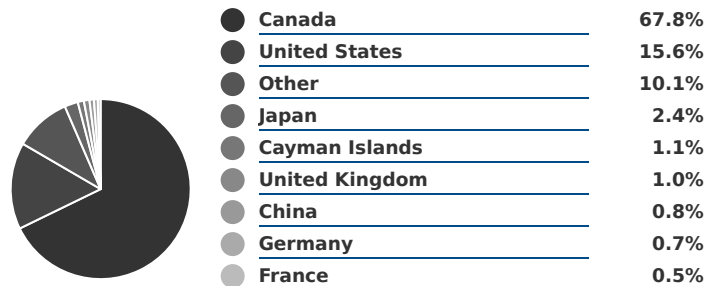 Canada 67.8%
United States 15.6%
Other 10.1%
Japan 2.4%
Cayman Islands 1.1%
United Kingdom 1.0%
China 0.8%
Germany 0.7%
France 0.5%